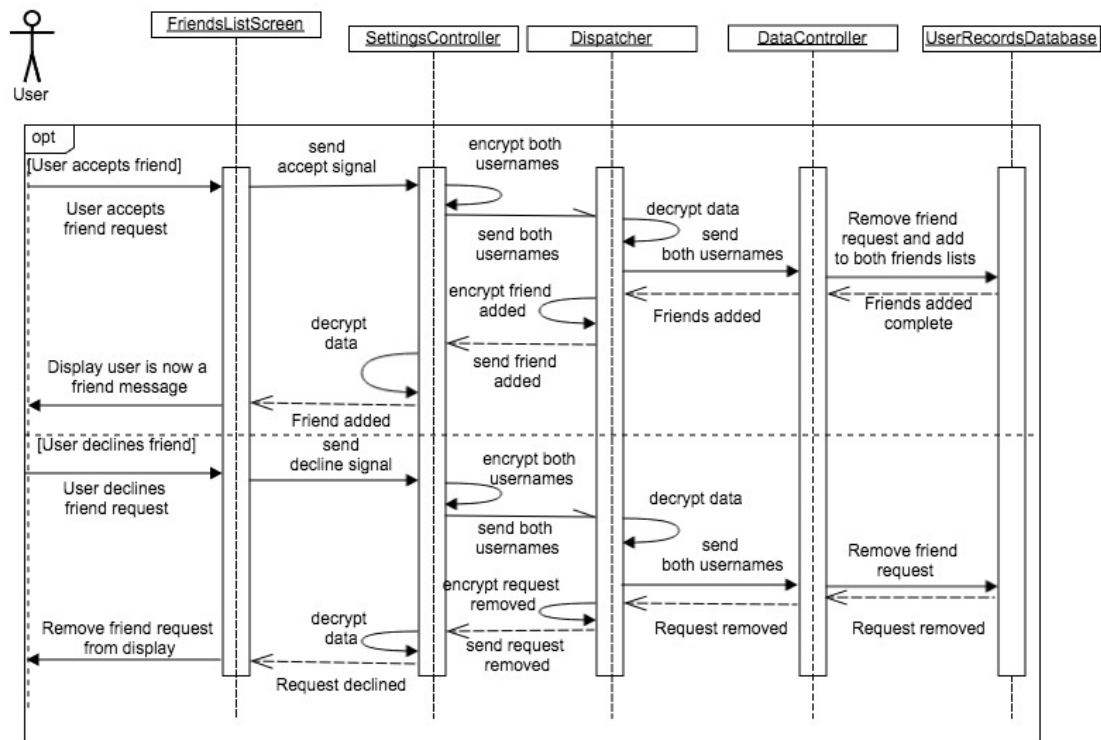 FriendsListScreen
SettingsController
Dispatcher
DataController
UserRecordsDatabase
User
opt
[User accepts friend]
send
accept signal
encrypt both
usernames
User accepts
friend request
send both
usernames
decrypt data
send
both usernames
Remove friend
request and add
to both friends lists
encrypt friend
added
Friends added
Friends added
complete
decrypt
data
send friend
added
Display user is now a
friend message
Friend added
[User declines friend]
send
decline signal
encrypt both
usernames
User declines
friend request
decrypt data
send both
usernames
send
both usernames
Remove friend
request
encrypt request
removed
Request removed
Request removed
decrypt
data
send request
removed
Remove friend request
from display
Request declined